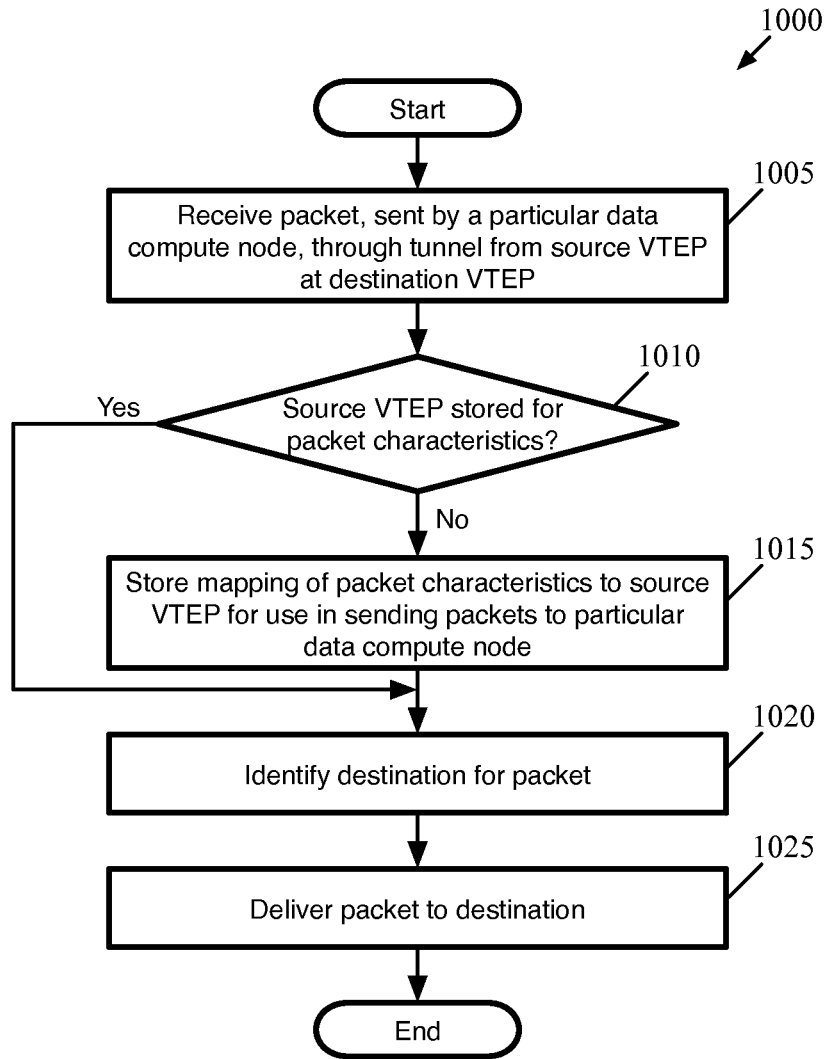 1000
Start
1005
Receive packet, sent by a particular data
compute node, through tunnel from source VTEP
at destination VTEP
1010
Yes
Source VTEP stored for
packet characteristics?
No
1015
Store mapping of packet characteristics to source
VTEP for use in sending packets to particular
data compute node
1020
Identify destination for packet
1025
Deliver packet to destination
End